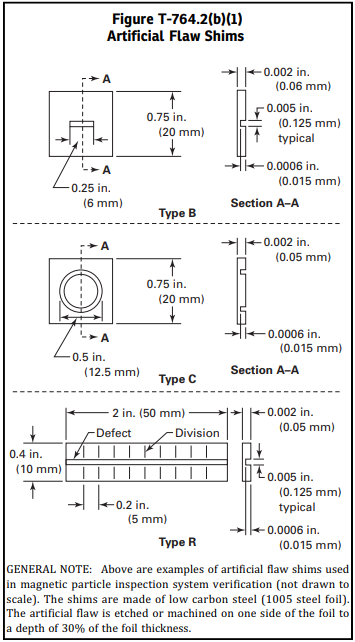 Figure T-764.2(b)(1)
Artificial Flaw Shims
A
0.75 in.
(20 mm)
A
0.25 in.
(6 mm)
Type B
0.002 in.
(0.06 mm)
0.005 in.
(0.125 mm)
typical
0.0006 in.
(0.015 mm)
Section A–A
A
0.75 in.
(20 mm)
A
0.5 in.
(12.5 mm)
Type C
0.002 in.
(0.05 mm)
0.0006 in.
(0.015 mm)
Section A–A
2 in. (50 mm)
Defect
Division
0.4 in.
(10 mm)
0.2 in.
(5 mm)
Type R
0.002 in.
(0.05 mm)
0.005 in.
(0.125 mm)
typical
0.0006 in.
(0.015 mm)
GENERAL NOTE: Above are examples of artificial flaw shims used
in magnetic particle inspection system verification (not drawn to
scale). The shims are made of low carbon steel (1005 steel foil).
The artificial flaw is etched or machined on one side of the foil to
a depth of 30% of the foil thickness.